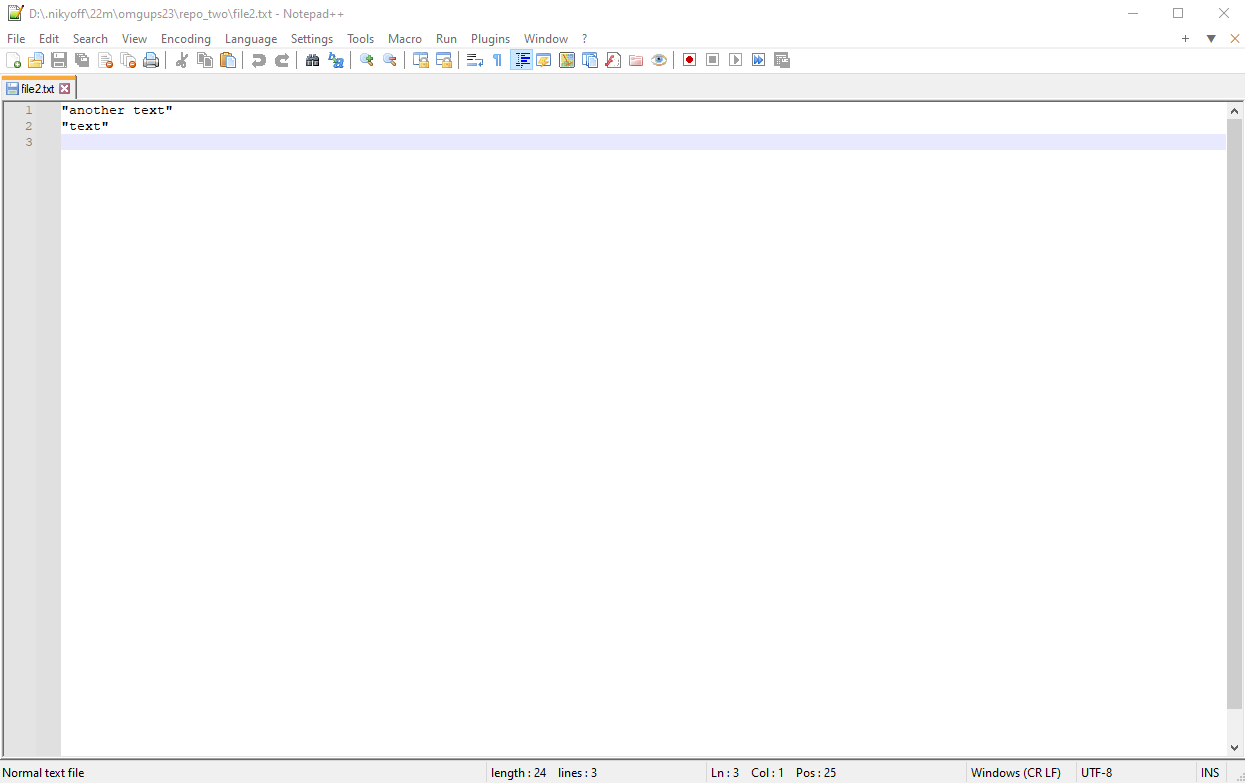 D:\.nikyoff\22m\omgups23\repo_two\file2.txt - Notepad++
File Edit Search View Encoding Language Settings Tools Macro Run Plugins Window ?
file2.txt
1 "another text"
2 "text"
3
Normal text file length : 24 lines : 3 Ln : 3 Col : 1 Pos : 25 Windows (CR LF) UTF-8 INS